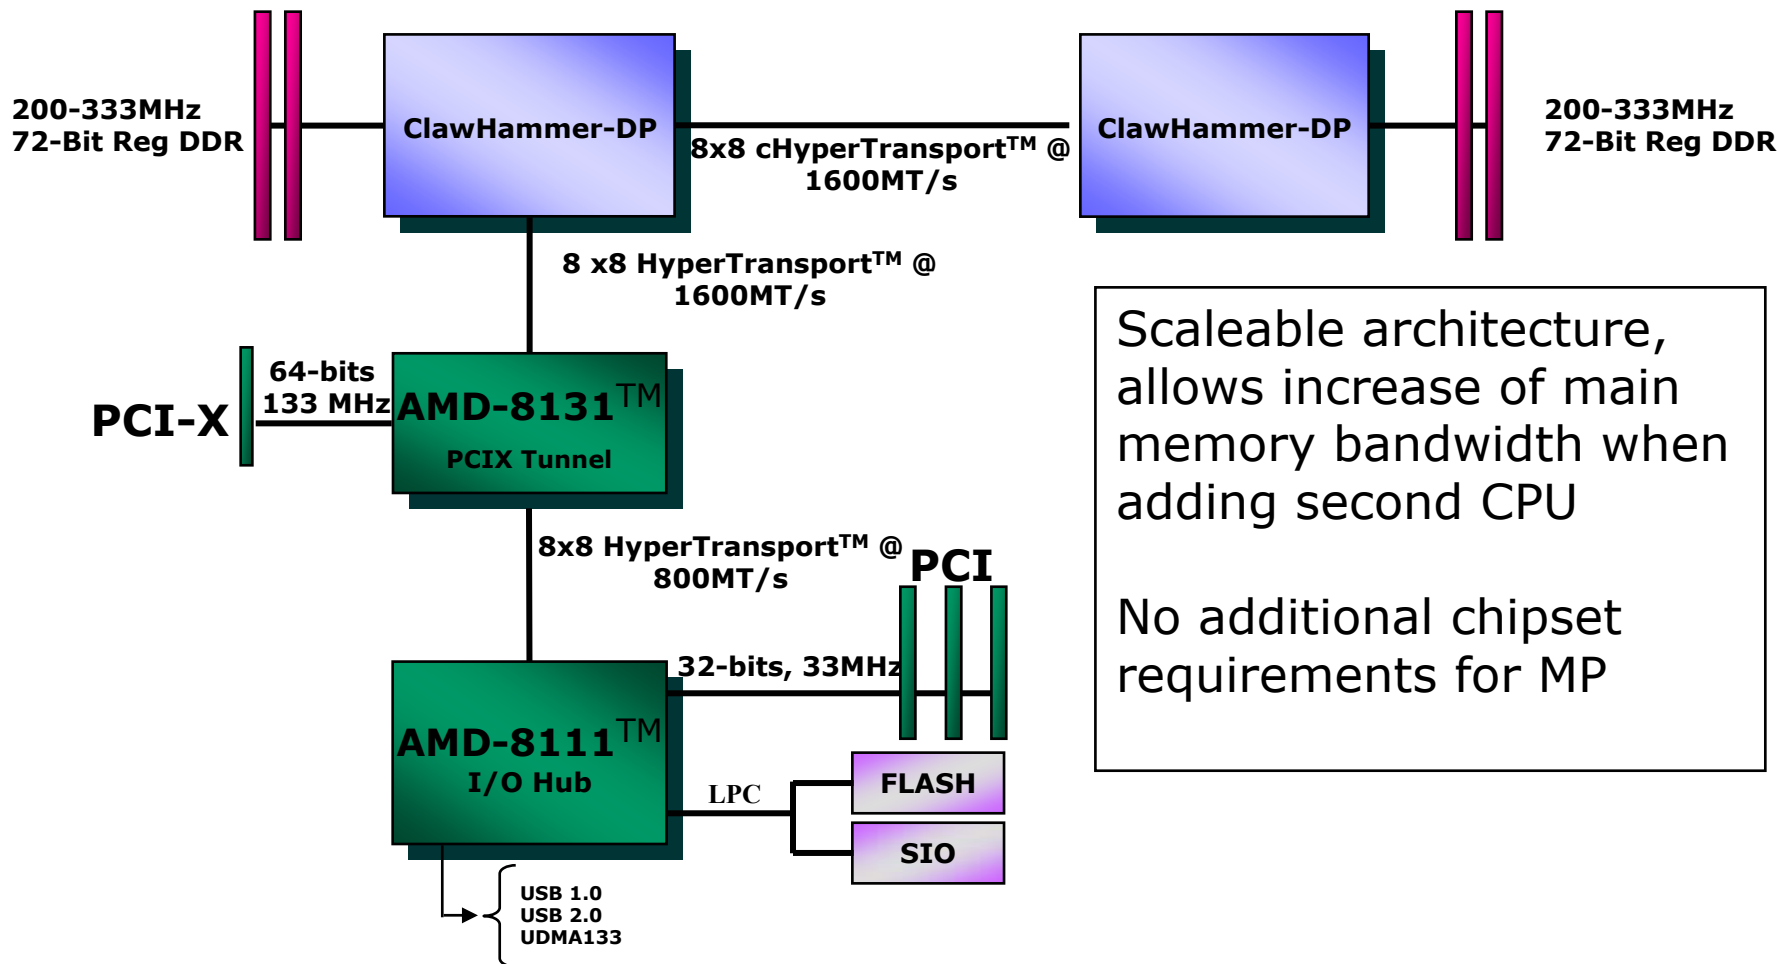 200-333MHz
72-Bit Reg DDR
ClawHammer-DP
8x8 cHyperTransport™ @
1600MT/s
ClawHammer-DP
200-333MHz
72-Bit Reg DDR
8 x8 HyperTransport™ @
1600MT/s
PCI-X
64-bits
133 MHz
AMD-8131™
PCIX Tunnel
8x8 HyperTransport™ @
800MT/s
PCI
32-bits, 33MHz
AMD-8111™
I/O Hub
LPC
FLASH
SIO
USB 1.0
USB 2.0
UDMA133
Scaleable architecture,
allows increase of main
memory bandwidth when
adding second CPU
No additional chipset
requirements for MP